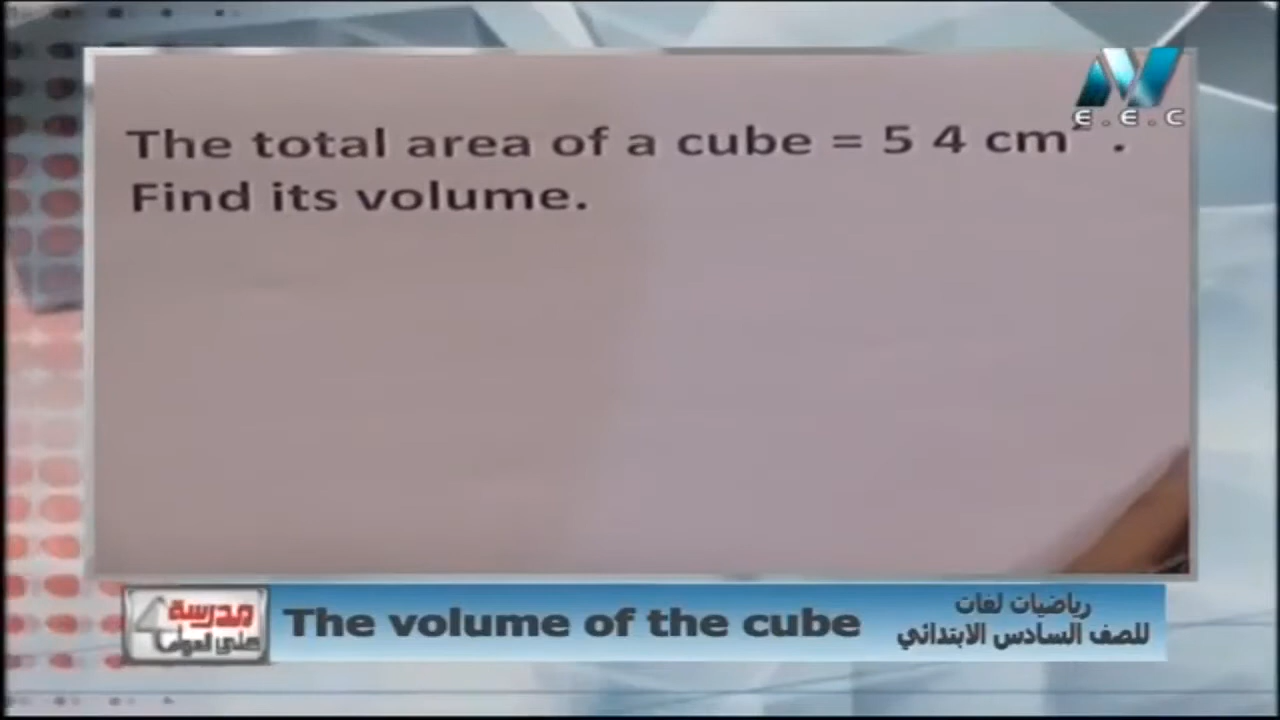 The total area of a cube = 5 4 cm² .
Find its volume.
E.E.C
The volume of the cube
رياضيات لغات
للصف السادس الابتدائي
مدرسة
على الهواء